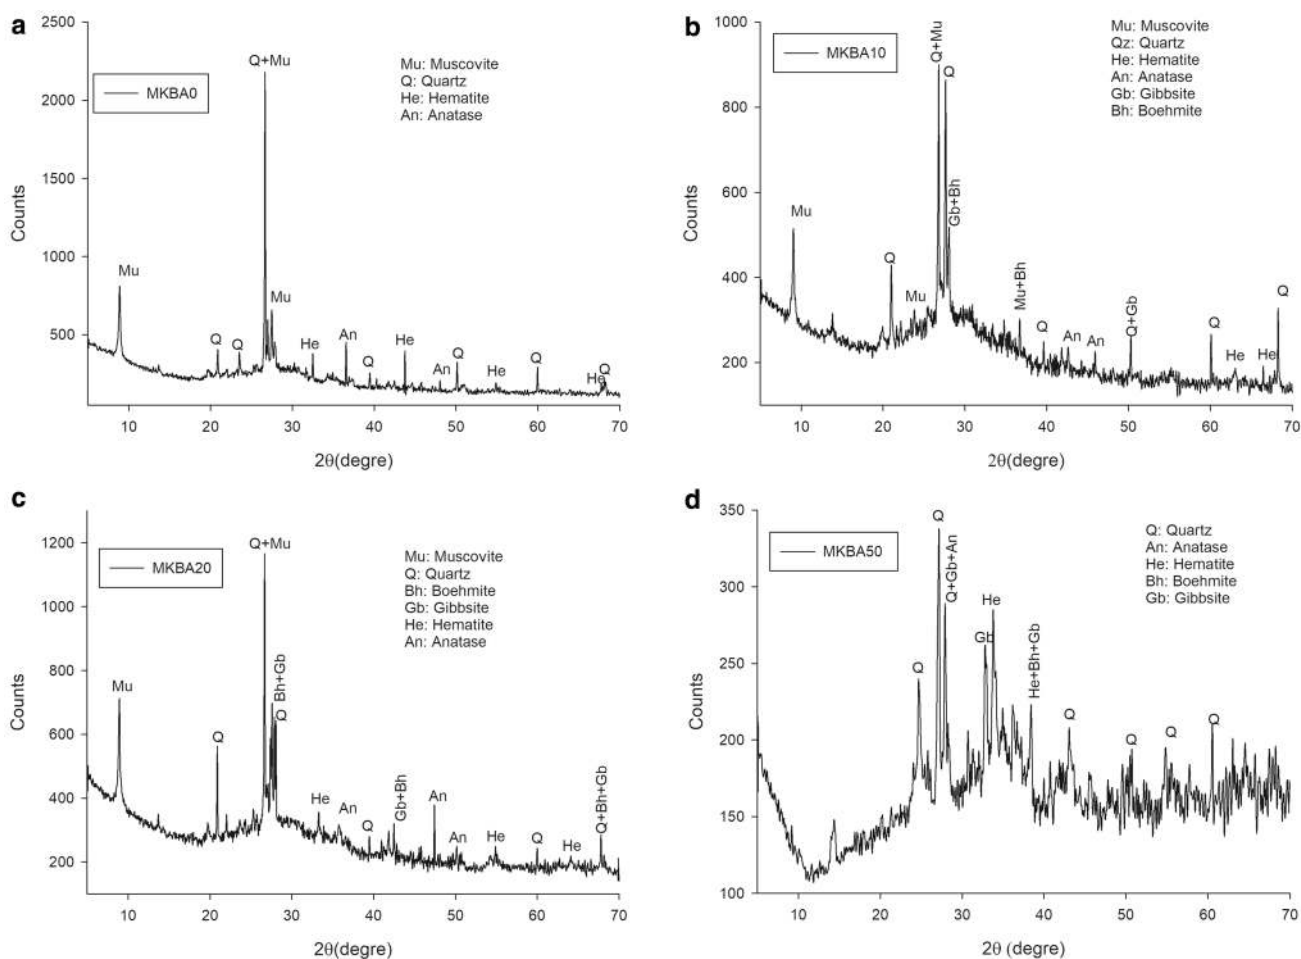 a
2500
2000
1500
1000
500
Counts
MKBA0
Mu: Muscovite
Q: Quartz
He: Hematite
An: Anatase
Mu
Q
Q
Q+Mu
Mu
He
An
Q
He
An
Q
He
Q
He
Q
10 20 30 40 50 60 70
2θ(degre)
b
1000
800
600
400
200
Counts
MKBA10
Mu: Muscovite
Qz: Quartz
He: Hematite
An: Anatase
Gb: Gibbsite
Bh: Boehmite
Mu
Q
Mu
Q+Mu
Q
Gb+Bh
Mu+Bh
Q
An
An
Q+Gb
Q
He
He
Q
10 20 30 40 50 60 70
2θ(degre)
c
1200
1000
800
600
400
200
Counts
MKBA20
Mu: Muscovite
Q: Quartz
Bh: Boehmite
Gb: Gibbsite
He: Hematite
An: Anatase
Mu
Q
Q+Mu
Bh+Gb
Q
He
An
Q
Gb+Bh
An
Q
An
He
Q
He
Q+Bh+Gb
10 20 30 40 50 60 70
2θ(degre)
d
350
300
250
200
150
100
Counts
MKBA50
Q: Quartz
An: Anatase
He: Hematite
Bh: Boehmite
Gb: Gibbsite
Q
Q
Q+Gb+An
Gb
He
He+Bh+Gb
Q
Q
Q
Q
10 20 30 40 50 60 70
2θ (degree)